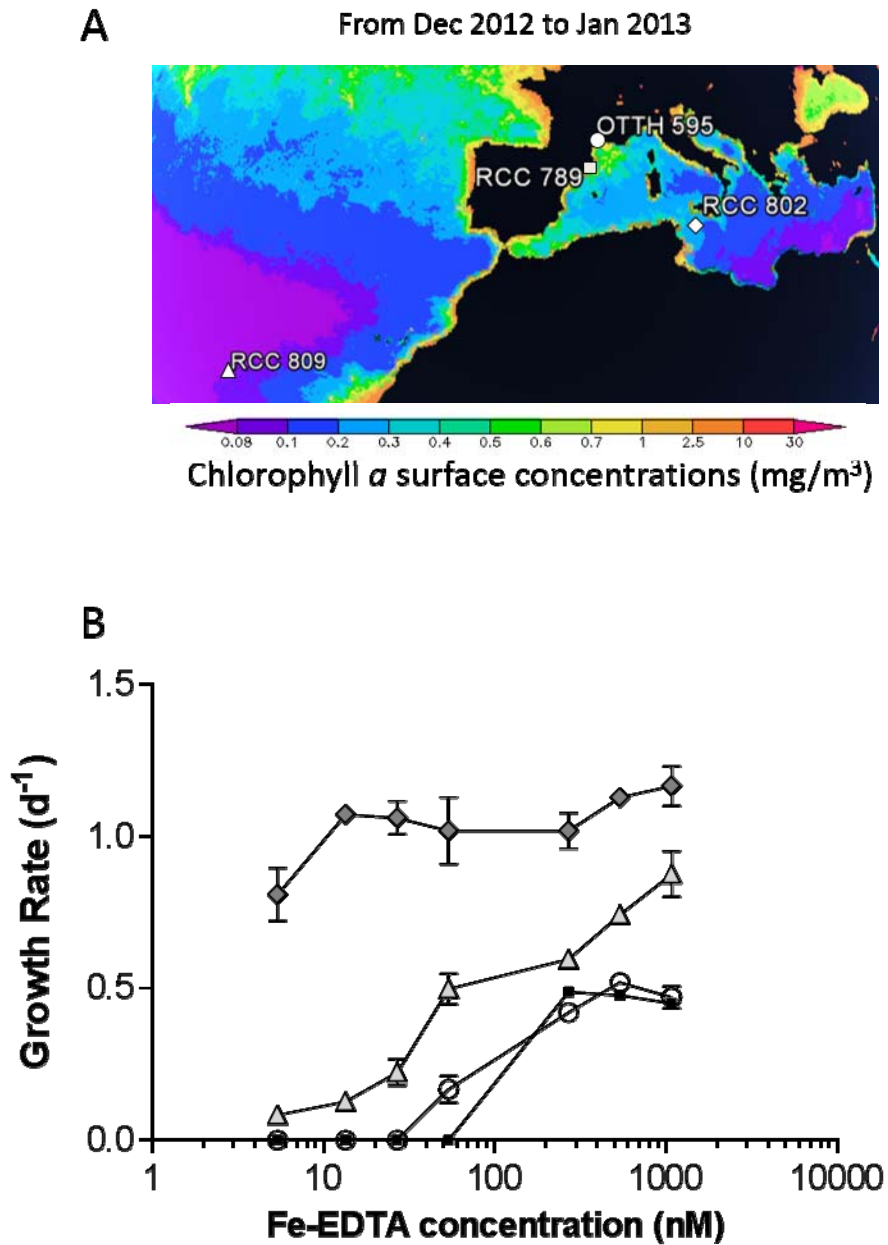 A
From Dec 2012 to Jan 2013
OTTH 595
RCC 789
RCC 802
RCC 809
0.08 0.1 0.2 0.3 0.4 0.5 0.6 0.7 1 2.5 10 30
Chlorophyll a surface concentrations (mg/m³)
B
1.5
1.0
0.5
0.0
Growth Rate (d⁻¹)
1 10 100 1000 10000
Fe-EDTA concentration (nM)